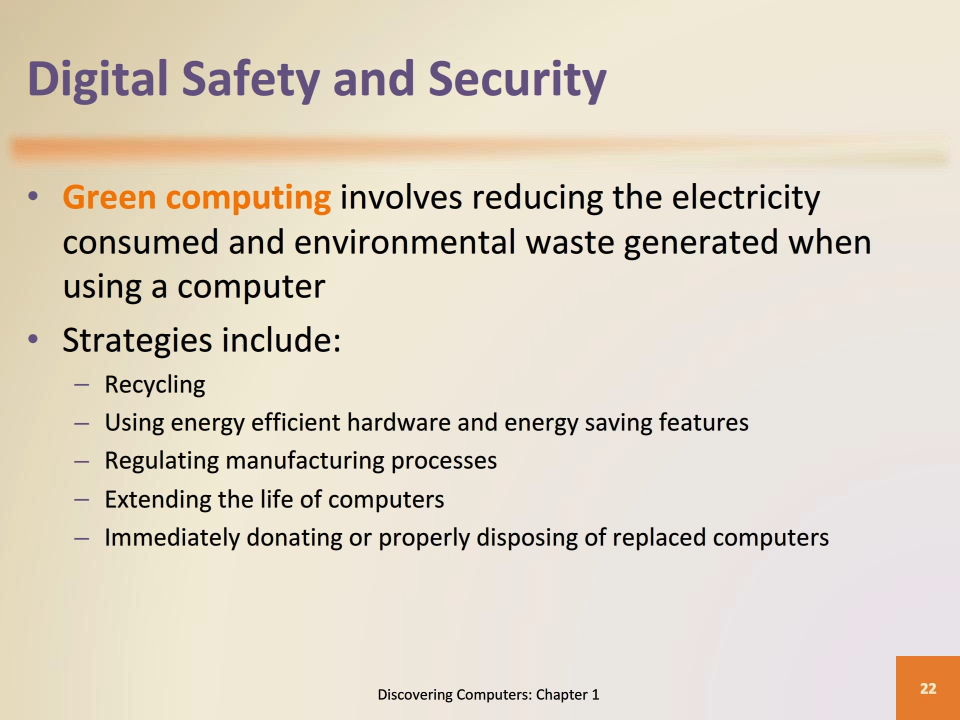 Digital Safety and Security
• Green computing involves reducing the electricity
consumed and environmental waste generated when
using a computer
• Strategies include:
– Recycling
– Using energy efficient hardware and energy saving features
– Regulating manufacturing processes
– Extending the life of computers
– Immediately donating or properly disposing of replaced computers
Discovering Computers: Chapter 1
22